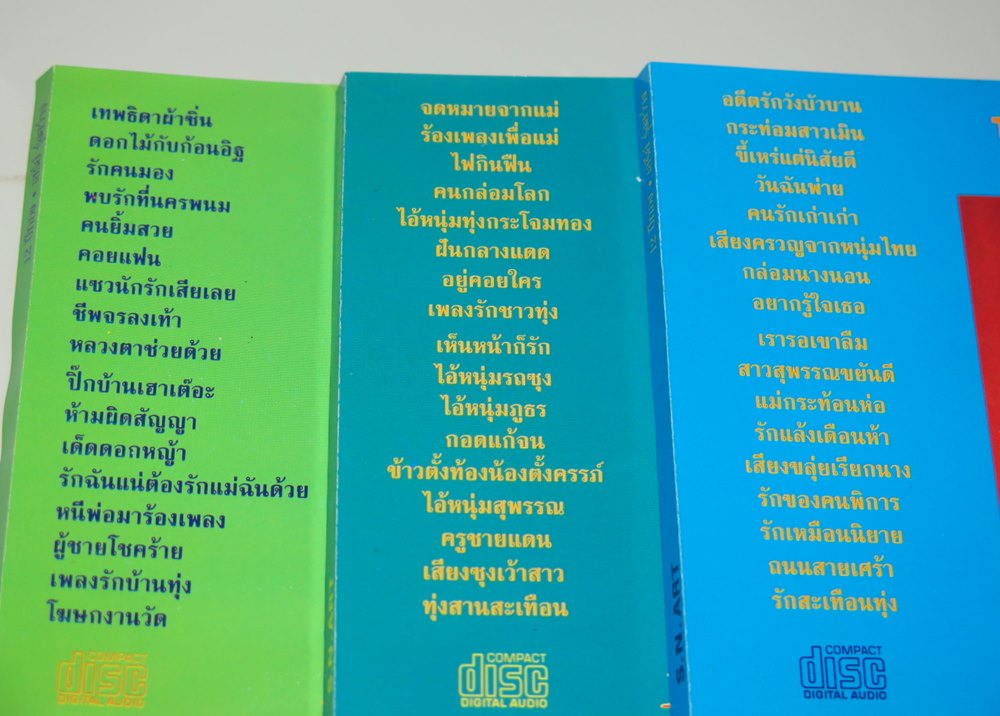 เทพธิดาผ้าซิ่น
ดอกไม้กับก้อนอิฐ
รักคนมอง
พบรักที่นครพนม
คนยิ้มสวย
คอยแฟน
แซวนักรักเสียเลย
ชีพจรลงเท้า
หลวงตาช่วยด้วย
ปิ๊กบ้านเฮาเต๊อะ
ห้ามผิดสัญญา
เด็ดดอกหญ้า
รักฉันแน่ต้องรักแม่ฉันด้วย
หนีพ่อมาร้องเพลง
ผู้ชายโชคร้าย
เพลงรักบ้านทุ่ง
โฆษกงานวัด
COMPACT
disc
DIGITAL AUDIO
จดหมายจากแม่
ร้องเพลงเพื่อแม่
ไฟกินฟืน
คนกล่อมโลก
ไอ้หนุ่มทุ่งกระโจมทอง
ฝันกลางแดด
อยู่คอยใคร
เพลงรักชาวทุ่ง
เห็นหน้าก็รัก
ไอ้หนุ่มรถซุง
ไอ้หนุ่มภูธร
กอดแก้จน
ข้าวตั้งท้องน้องตั้งครรภ์
ไอ้หนุ่มสุพรรณ
ครูชายแดน
เสียงซุงเว้าสาว
ทุ่งสานสะเทือน
S.N. ART
COMPACT
disc
DIGITAL AUDIO
อดีตรักวังบัวบาน
กระท่อมสาวเมิน
ขี้เหร่แต่นิสัยดี
วันฉันพ่าย
คนรักเก่าเก่า
เสียงครวญจากหนุ่มไทย
กล่อมนางนอน
อยากรู้ใจเธอ
เรารอเขาลืม
สาวสุพรรณขยันดี
แม่กระท้อนห่อ
รักแล้งเดือนห้า
เสียงขลุ่ยเรียกนาง
รักของคนพิการ
รักเหมือนนิยาย
ถนนสายเศร้า
รักสะเทือนทุ่ง
S.N. ART
COMPACT
disc
DIGITAL AUDIO